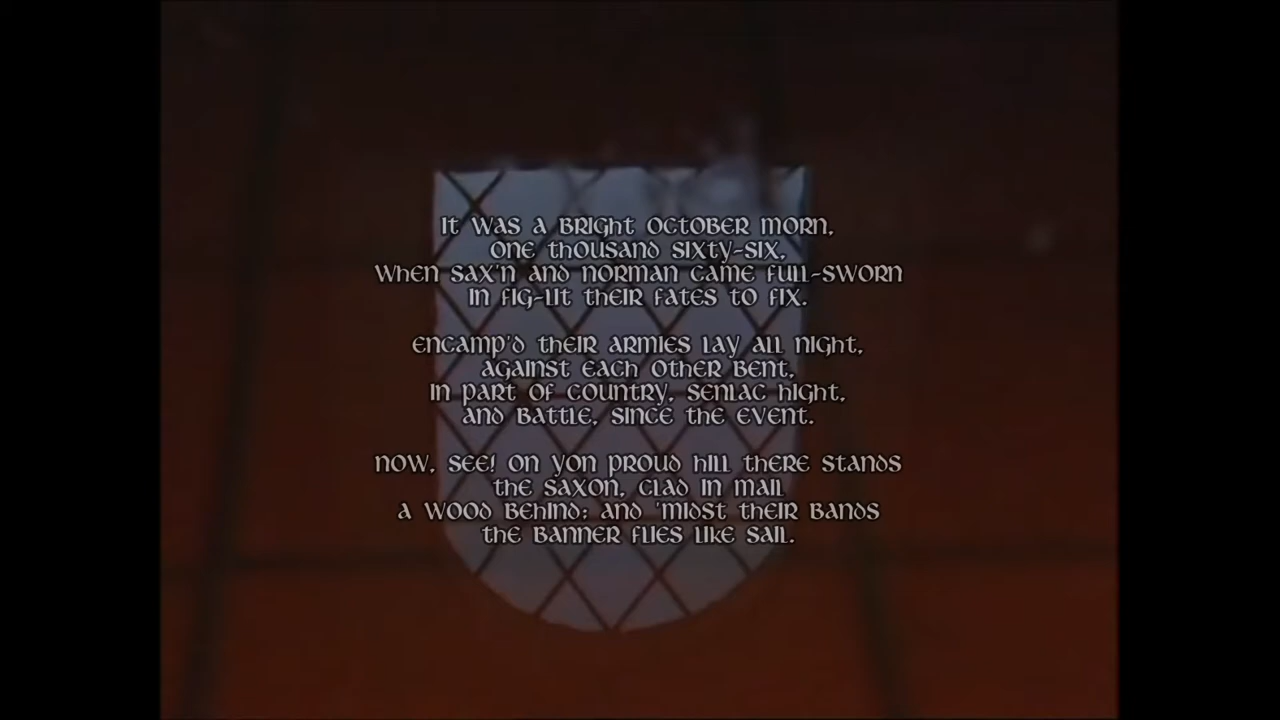 It was a bright October morn,
One thousand sixty-six,
When Sax'n and Norman came full-sworn
In fig-lit their fates to fix.
Encamp'd their armies lay all night,
Against each other bent,
In part of country, Senlac hight,
And Battle, since the event.
Now, see! On yon proud hill there stands
The Saxon, clad in mail
A wood behind; and 'midst their bands
The banner flies like sail.